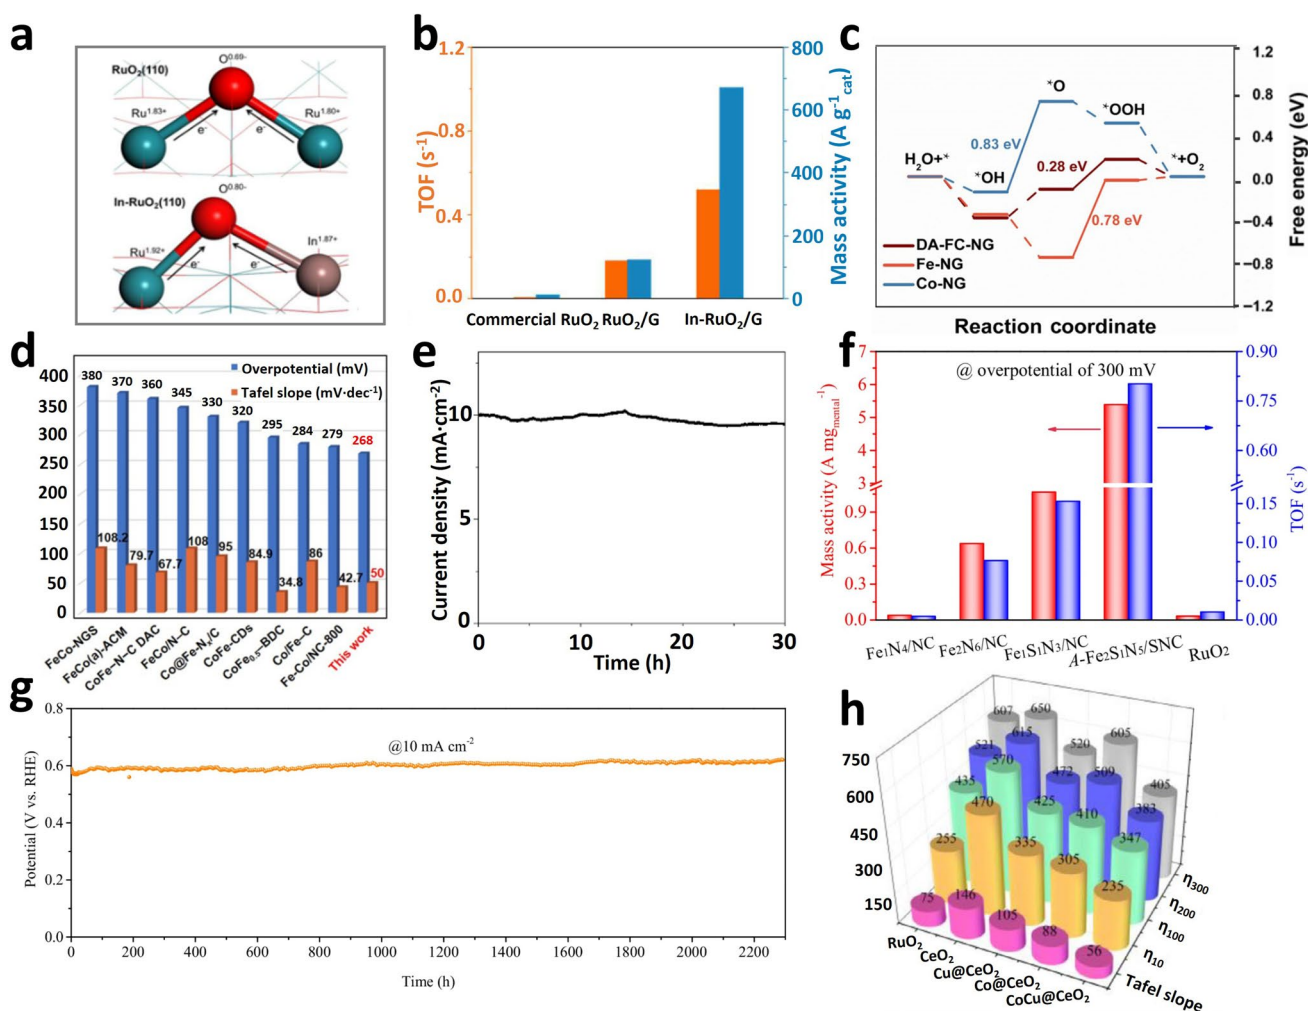 a
RuO2(110)
O0.69-
Ru1.83+
Ru1.80+
e-
e-
O0.80-
In-RuO2(110)
Ru1.92+
In1.87+
e-
e-
b
1.2
0.8
0.4
0.0
TOF (s-1)
800
600
400
200
0
Mass activity (A g-1cat)
Commercial RuO2 RuO2/G In-RuO2/G
c
*O
*OOH
0.83 eV
H2O+*
*OH
0.28 eV
*+O2
0.78 eV
DA-FC-NG
Fe-NG
Co-NG
1.2
0.8
0.4
0.0
−0.4
−0.8
−1.2
Free energy (eV)
Reaction coordinate
d
Overpotential (mV)
Tafel slope (mV·dec-1)
400
350
300
250
200
150
100
50
0
380
370
360
345
330
320
295
284
279
268
108.2
79.7
67.7
108
95
84.9
34.8
86
42.7
50
FeCo-NGS
FeCo(a)-ACM
CoFe–N–C DAC
FeCo/N–C
Co@Fe-Nx/C
CoFe–CDs
CoFe0.5–BDC
Co/Fe–C
Fe-Co/NC-800
This work
e
Current density (mA·cm-2)
10
5
0
0 10 20 30
Time (h)
f
@ overpotential of 300 mV
Mass activity (A mgmental-1)
7
6
5
4
3
0.9
0.6
0.3
0.0
0.90
0.75
0.60
0.15
0.10
0.05
0.00
TOF (s-1)
Fe1N4/NC
Fe2N6/NC
Fe1S1N3/NC
A-Fe2S1N5/SNC
RuO2
g
@10 mA cm-2
Potential (V vs. RHE)
0.8
0.6
0.4
0.2
0.0
0 200 400 600 800 1000 1200 1400 1600 1800 2000 2200
Time (h)
h
750
600
450
300
150
607
650
520
605
405
521
615
472
509
383
435
570
425
410
347
255
470
335
305
235
75
146
105
88
56
RuO2
CeO2
Cu@CeO2
Co@CeO2
CoCu@CeO2
η300
η200
η100
η10
Tafel slope